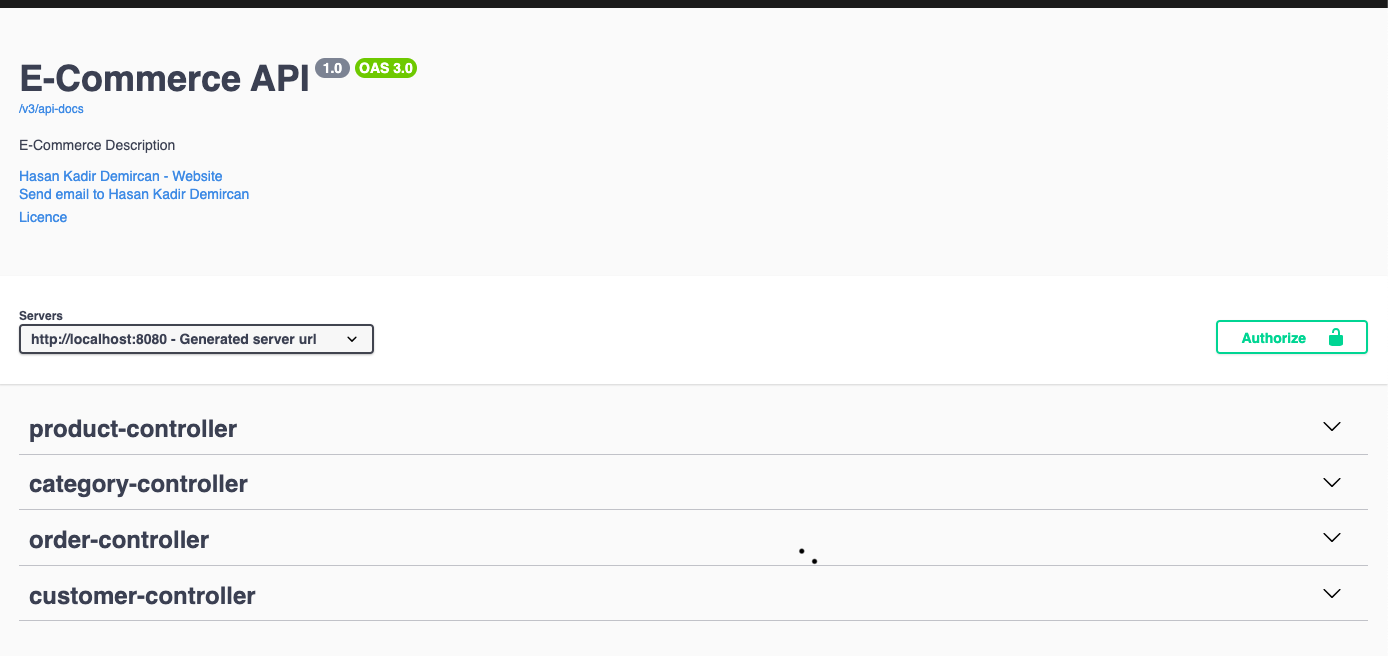 E-Commerce API 1.0 OAS 3.0
/v3/api-docs
E-Commerce Description
Hasan Kadir Demircan - Website
Send email to Hasan Kadir Demircan
Licence
Servers
http://localhost:8080 - Generated server url
Authorize
product-controller
category-controller
order-controller
customer-controller